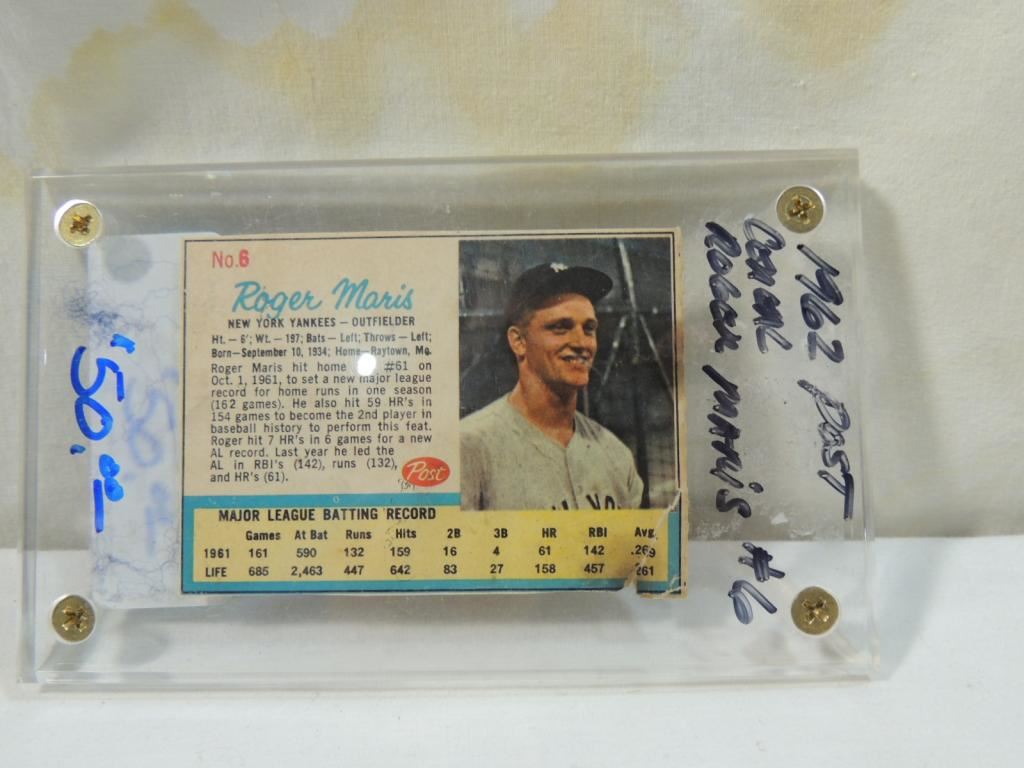 No.6
Roger Maris
NEW YORK YANKEES — OUTFIELDER
Ht. — 6'; Wt. — 197; Bats — Left; Throws — Left;
Born—September 10, 1934; Home—Raytown, Mo.
Roger Maris hit home #61 on
Oct. 1, 1961, to set a new major league
record for home runs in one season
(162 games). He also hit 59 HR's in
154 games to become the 2nd player in
baseball history to perform this feat.
Roger hit 7 HR's in 6 games for a new
AL record. Last year he led the
AL in RBI's (142), runs (132),
and HR's (61).
Post
MAJOR LEAGUE BATTING RECORD
Games At Bat Runs Hits 2B 3B HR RBI Avg.
1961 161 590 132 159 16 4 61 142 .269
LIFE 685 2,463 447 642 83 27 158 457 .261
1962 POST
CEREAL
ROGER MARIS #6
$50.00